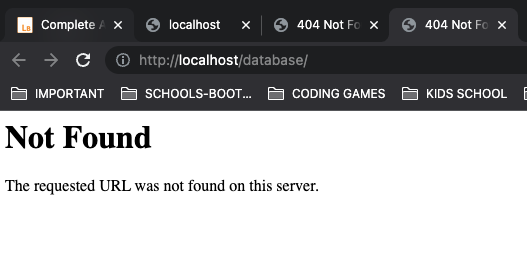 Complete A
localhost
404 Not Fo
404 Not Fo
http://localhost/database/
IMPORTANT
SCHOOLS-BOOT...
CODING GAMES
KIDS SCHOOL
Not Found
The requested URL was not found on this server.